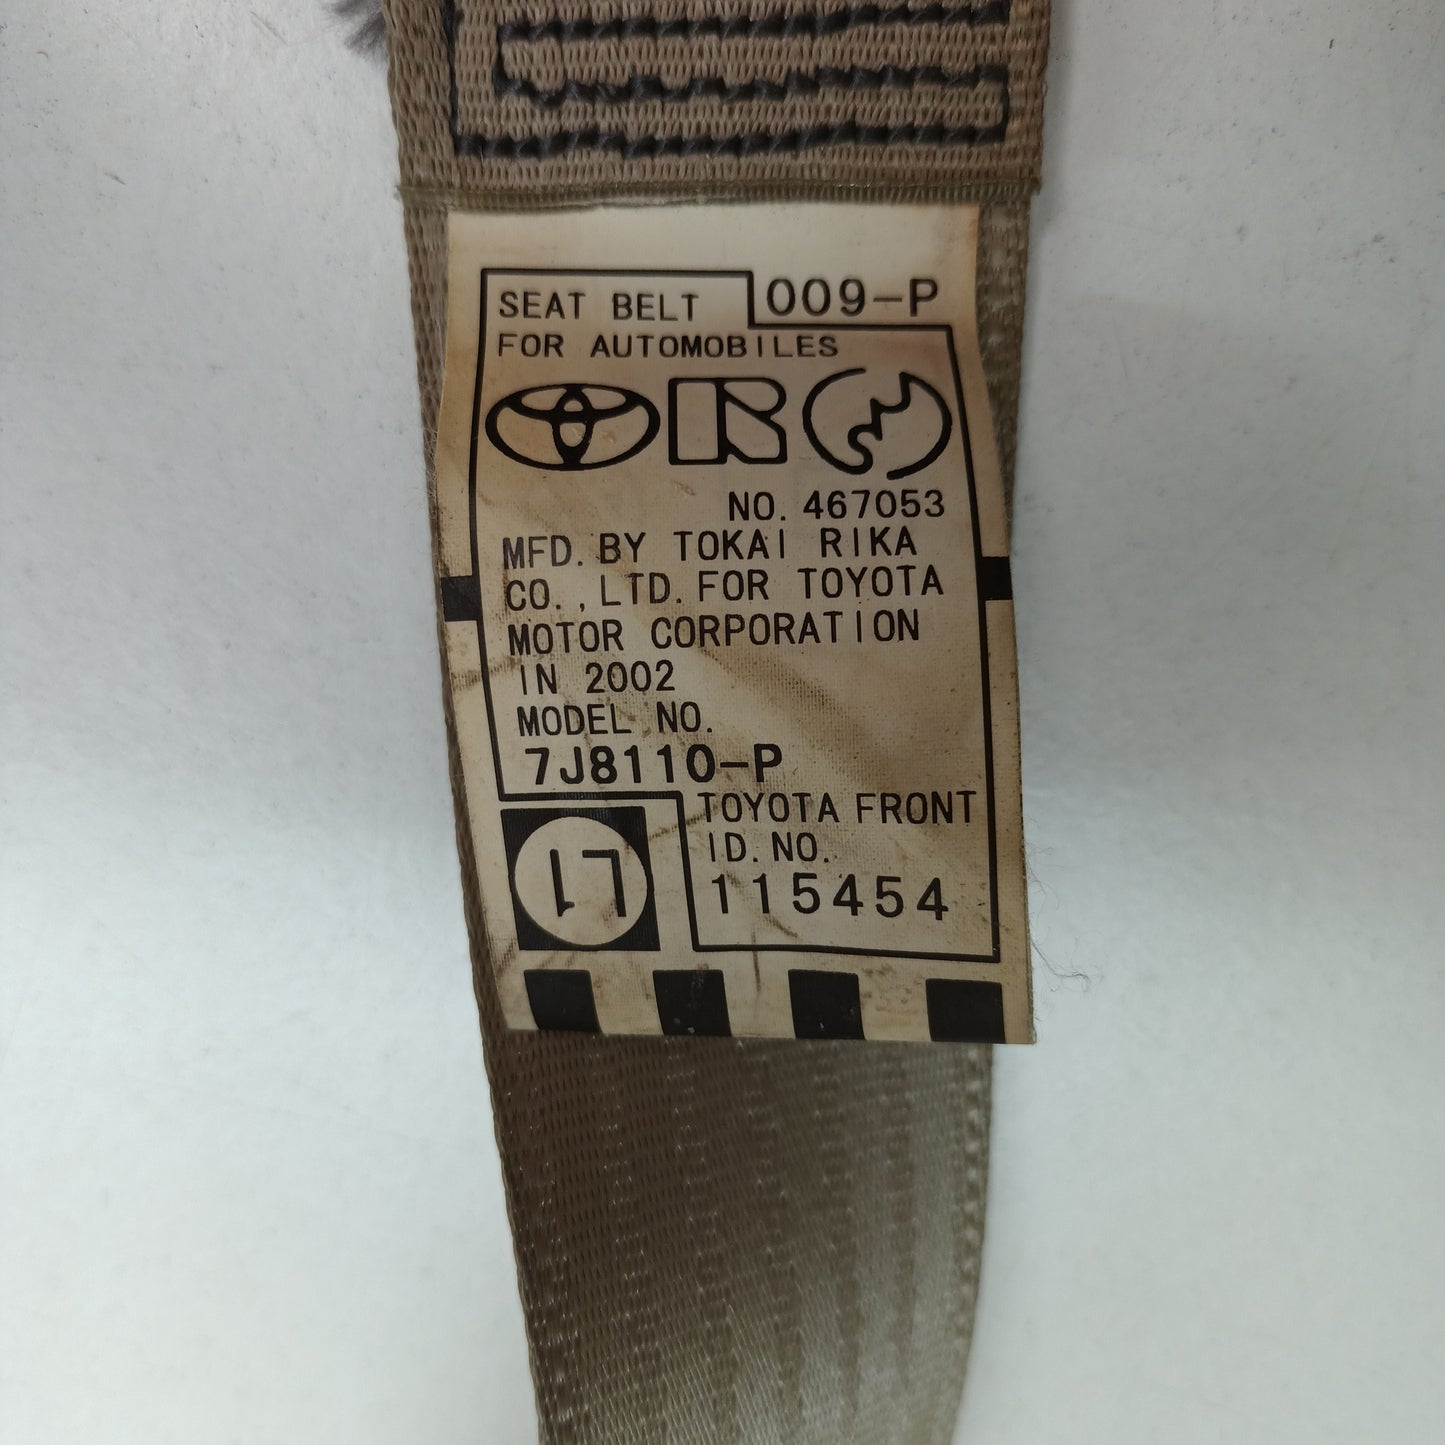 SEAT BELT 009-P
FOR AUTOMOBILES
NO. 467053
MFD. BY TOKAI RIKA
CO., LTD. FOR TOYOTA
MOTOR CORPORATION
IN 2002
MODEL NO.
7J8110-P
TOYOTA FRONT
ID. NO.
115454
L1